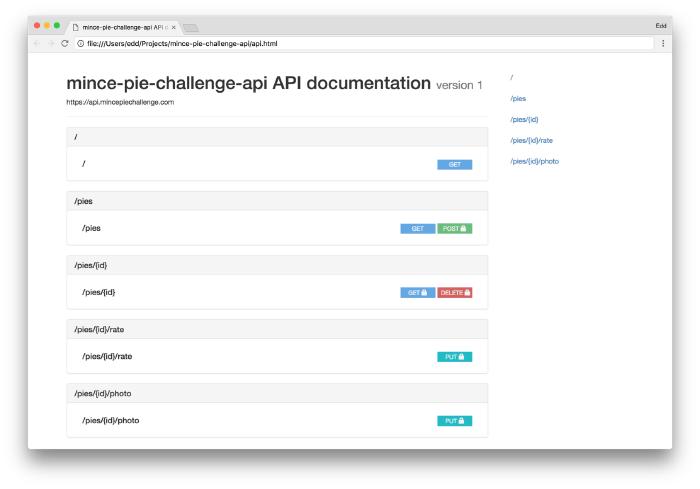 mince-pie-challenge-api API d
Edd
file:///Users/edd/Projects/mince-pie-challenge-api/api.html
mince-pie-challenge-api API documentation version 1
https://api.mincepiechallenge.com
/
/
GET
/pies
/pies
GET POST
/pies/{id}
/pies/{id}
GET DELETE
/pies/{id}/rate
/pies/{id}/rate
PUT
/pies/{id}/photo
/pies/{id}/photo
PUT
/
/pies
/pies/{id}
/pies/{id}/rate
/pies/{id}/photo